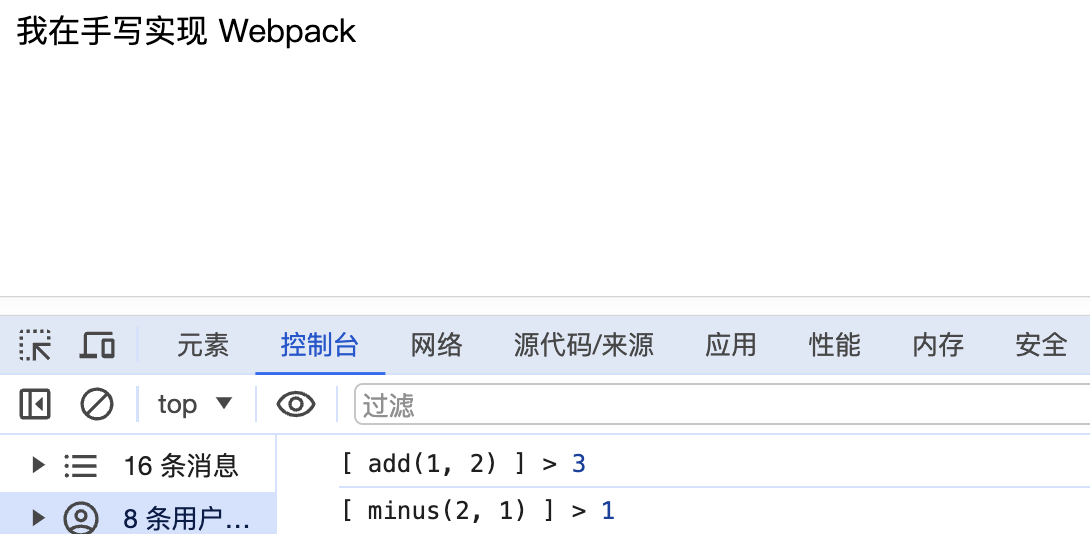 我在手写实现 Webpack
元素 控制台 网络 源代码/来源 应用 性能 内存 安全
top 过滤
16 条消息 [ add(1, 2) ] > 3
8 条用户... [ minus(2, 1) ] > 1